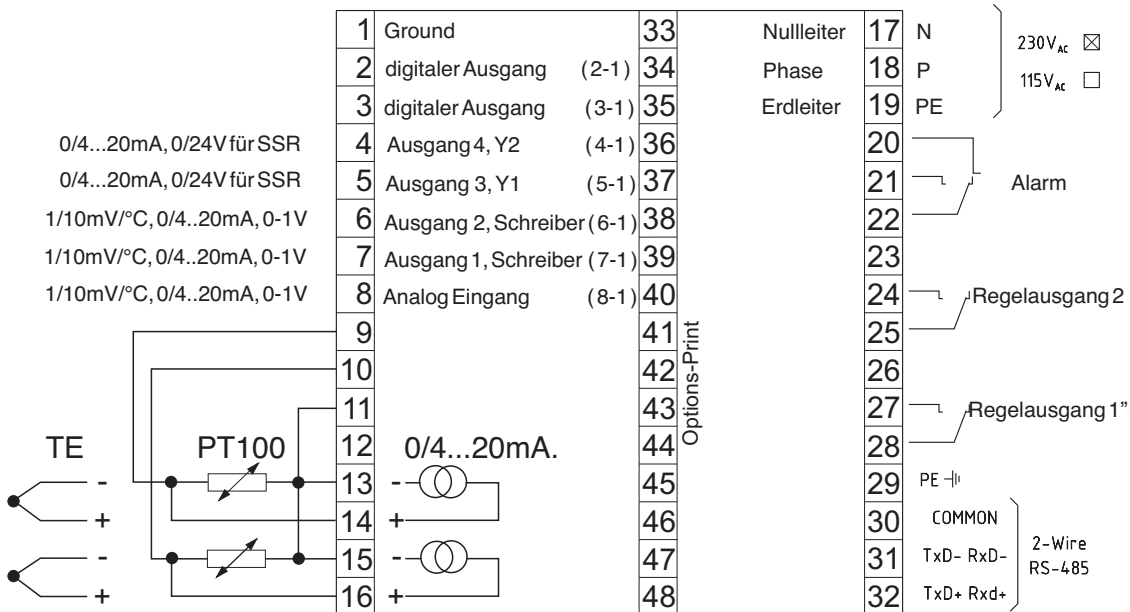 1 Ground 33 Nullleiter 17 N
2 digitaler Ausgang (2-1) 34 Phase 18 P
230VAC ☒
115VAC ☐
3 digitaler Ausgang (3-1) 35 Erdleiter 19 PE
0/4...20mA, 0/24V für SSR 4 Ausgang 4, Y2 (4-1) 36 20
0/4...20mA, 0/24V für SSR 5 Ausgang 3, Y1 (5-1) 37 21 Alarm
1/10mV/°C, 0/4..20mA, 0-1V 6 Ausgang 2, Schreiber (6-1) 38 22
1/10mV/°C, 0/4..20mA, 0-1V 7 Ausgang 1, Schreiber (7-1) 39 23
1/10mV/°C, 0/4..20mA, 0-1V 8 Analog Eingang (8-1) 40 24 Regelausgang 2
9 41 25
10 42 26
Options-Print
11 43 27 Regelausgang 1”
TE PT100 12 0/4...20mA. 44 28
- 13 - 45 29 PE
+ 14 + 46 30 COMMON
- 15 - 47 31 TxD- RxD-
2-Wire
RS-485
+ 16 + 48 32 TxD+ Rxd+